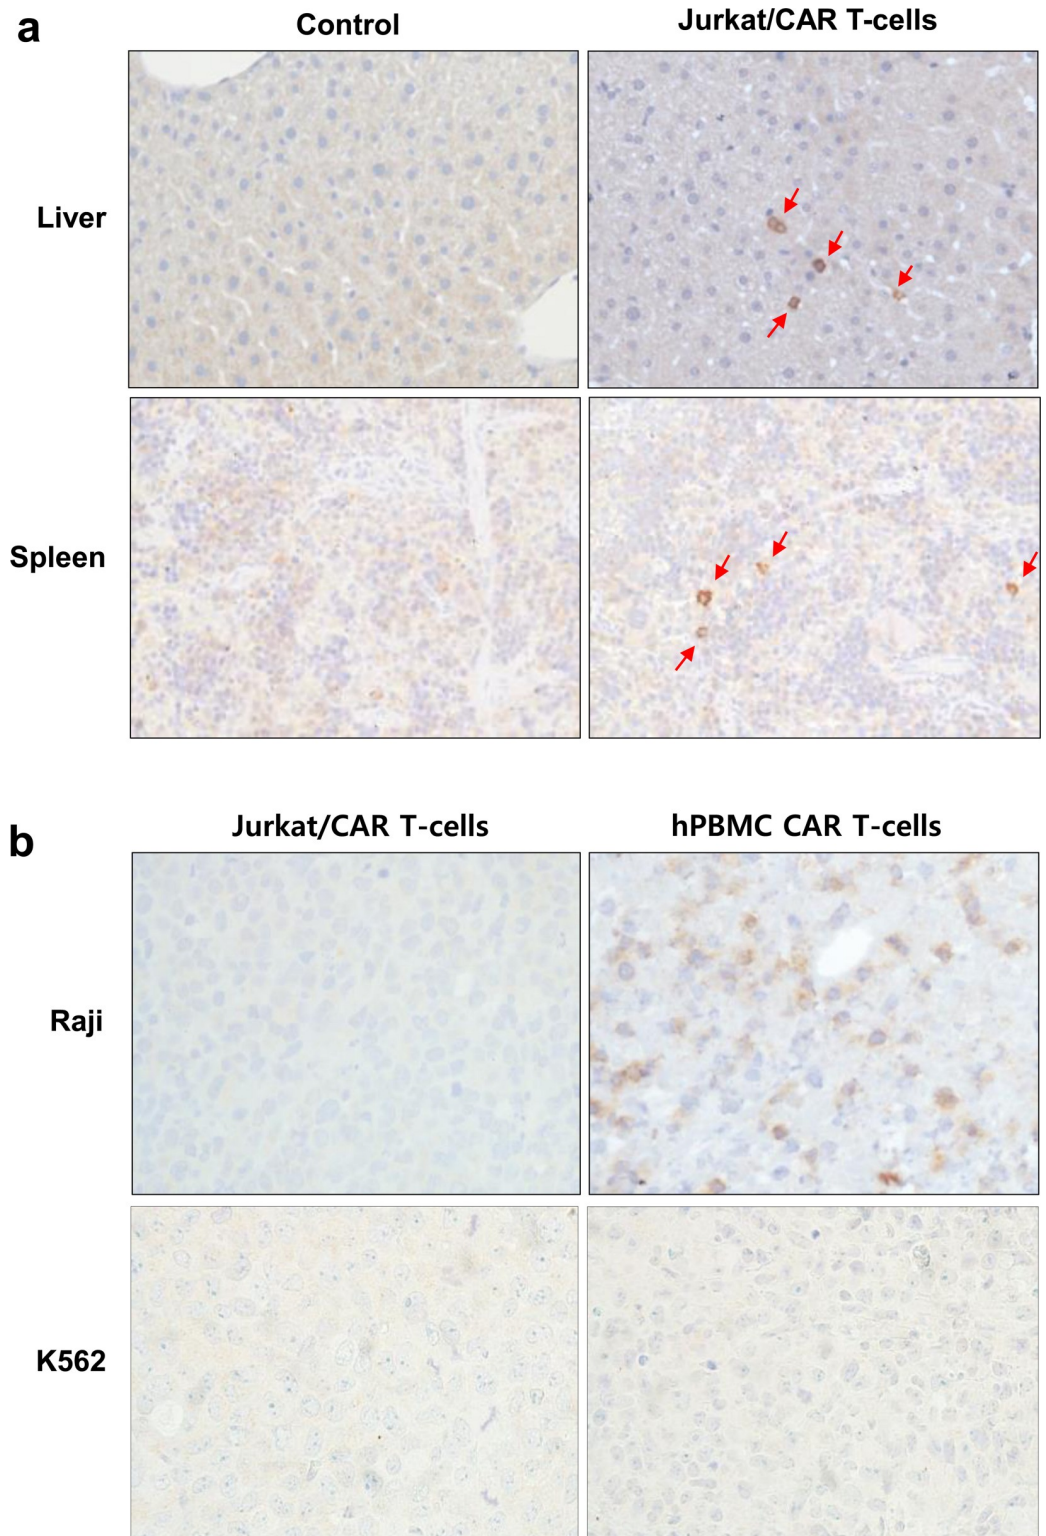 a
Control
Jurkat/CAR T-cells
Liver
Spleen
b
Jurkat/CAR T-cells
hPBMC CAR T-cells
Raji
K562